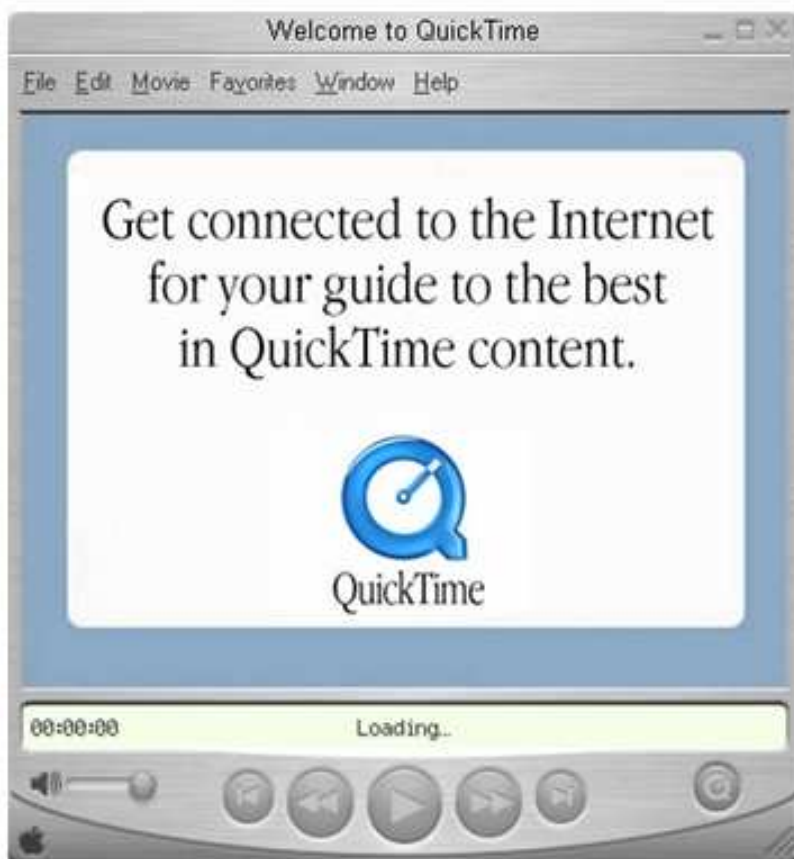 Welcome to QuickTime
File Edit Movie Favorites Window Help
Get connected to the Internet
for your guide to the best
in QuickTime content.
QuickTime
00:00:00 Loading...